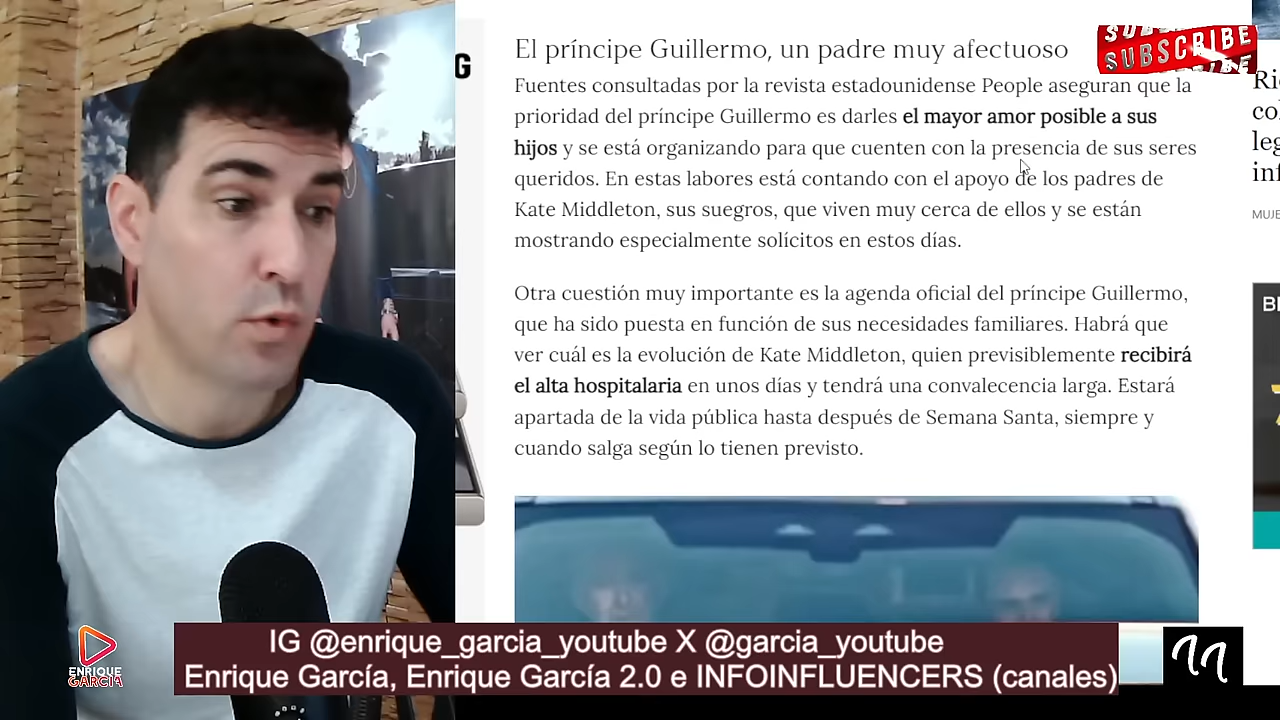 G
El príncipe Guillermo, un padre muy afectuoso
Fuentes consultadas por la revista estadounidense People aseguran que la
prioridad del príncipe Guillermo es darles el mayor amor posible a sus
hijos y se está organizando para que cuenten con la presencia de sus seres
queridos. En estas labores está contando con el apoyo de los padres de
Kate Middleton, sus suegros, que viven muy cerca de ellos y se están
mostrando especialmente solícitos en estos días.
Otra cuestión muy importante es la agenda oficial del príncipe Guillermo,
que ha sido puesta en función de sus necesidades familiares. Habrá que
ver cuál es la evolución de Kate Middleton, quien previsiblemente recibirá
el alta hospitalaria en unos días y tendrá una convalecencia larga. Estará
apartada de la vida pública hasta después de Semana Santa, siempre y
cuando salga según lo tienen previsto.
SUBSCRIBE
Ri
col
leg
inf
MUJE
IG @enrique_garcia_youtube X @garcia_youtube
Enrique García, Enrique García 2.0 e INFOINFLUENCERS (canales)
ENRIQUE
GARCÍA